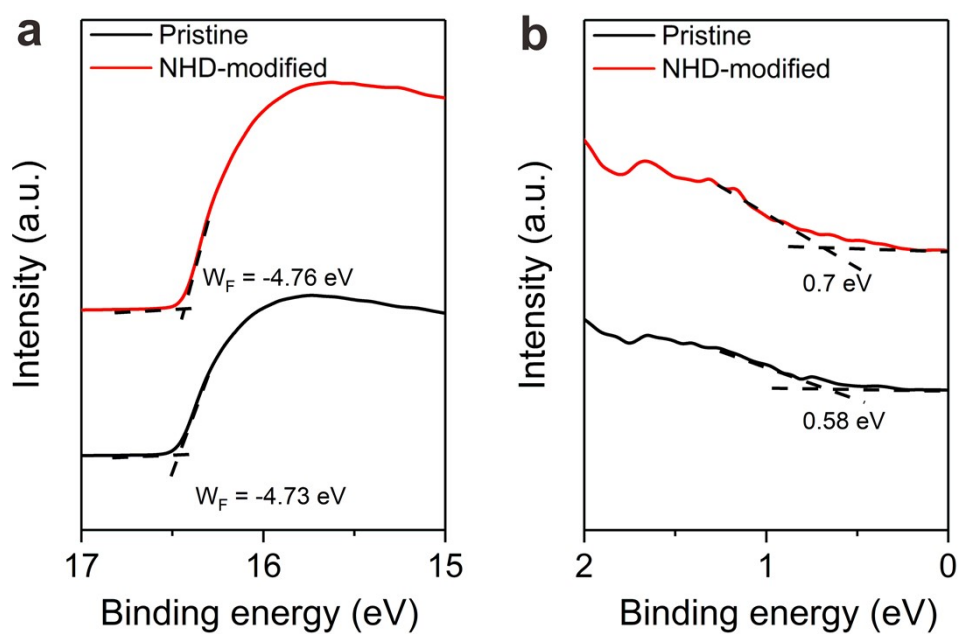 a
Pristine
NHD-modified
W_F = -4.76 eV
W_F = -4.73 eV
Intensity (a.u.)
17 16 15
Binding energy (eV)
b
Pristine
NHD-modified
0.7 eV
0.58 eV
Intensity (a.u.)
2 1 0
Binding energy (eV)